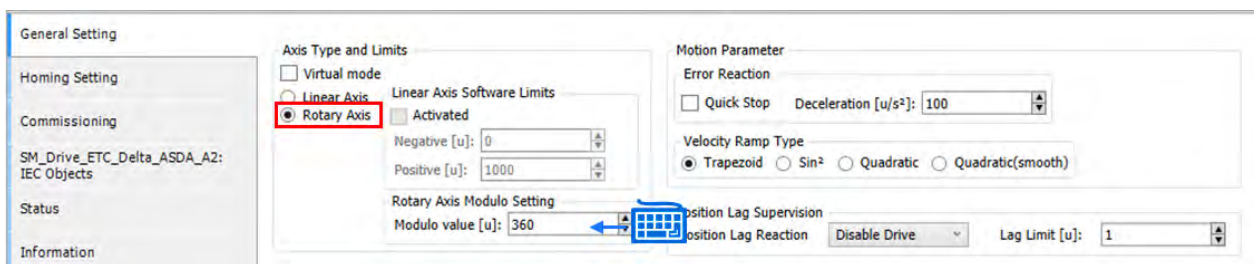 General Setting
Homing Setting
Commissioning
SM_Drive_ETC_Delta_ASDA_A2:
IEC Objects
Status
Information
Axis Type and Limits
Virtual mode
Linear Axis
Rotary Axis
Linear Axis Software Limits
Activated
Negative [u]: 0
Positive [u]: 1000
Rotary Axis Modulo Setting
Modulo value [u]: 360
Motion Parameter
Error Reaction
Quick Stop Deceleration [u/s²]: 100
Velocity Ramp Type
Trapezoid Sin² Quadratic Quadratic(smooth)
osition Lag Supervision
osition Lag Reaction Disable Drive Lag Limit [u]: 1